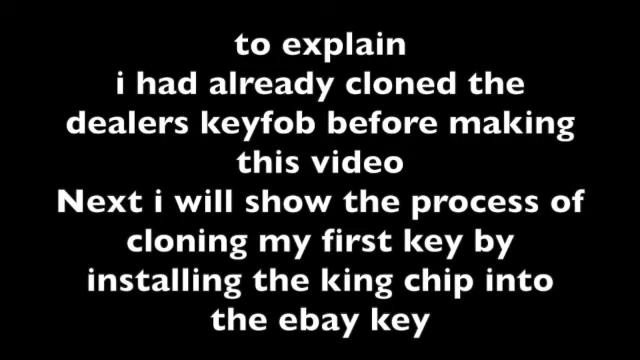 to explain
i had already cloned the
dealers keyfob before making
this video
Next i will show the process of
cloning my first key by
installing the king chip into
the ebay key